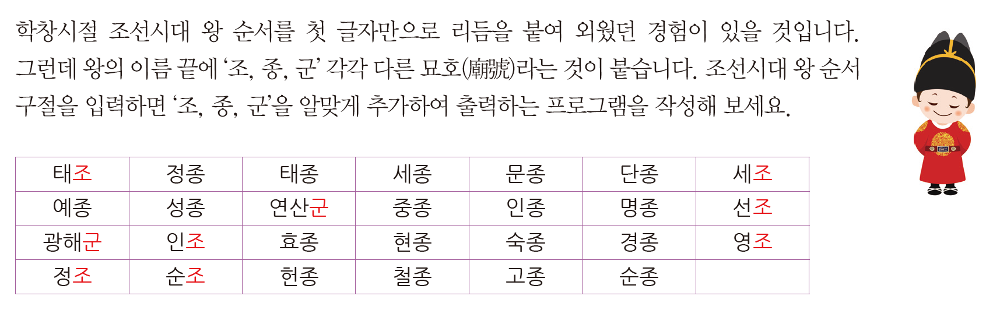 학창시절 조선시대 왕 순서를 첫 글자만으로 리듬을 붙여 외웠던 경험이 있을 것입니다.
그런데 왕의 이름 끝에 ‘조, 종, 군’ 각각 다른 묘호(廟號)라는 것이 붙습니다. 조선시대 왕 순서
구절을 입력하면 ‘조, 종, 군’을 알맞게 추가하여 출력하는 프로그램을 작성해 보세요.
태조 정종 태종 세종 문종 단종 세조
예종 성종 연산군 중종 인종 명종 선조
광해군 인조 효종 현종 숙종 경종 영조
정조 순조 헌종 철종 고종 순종